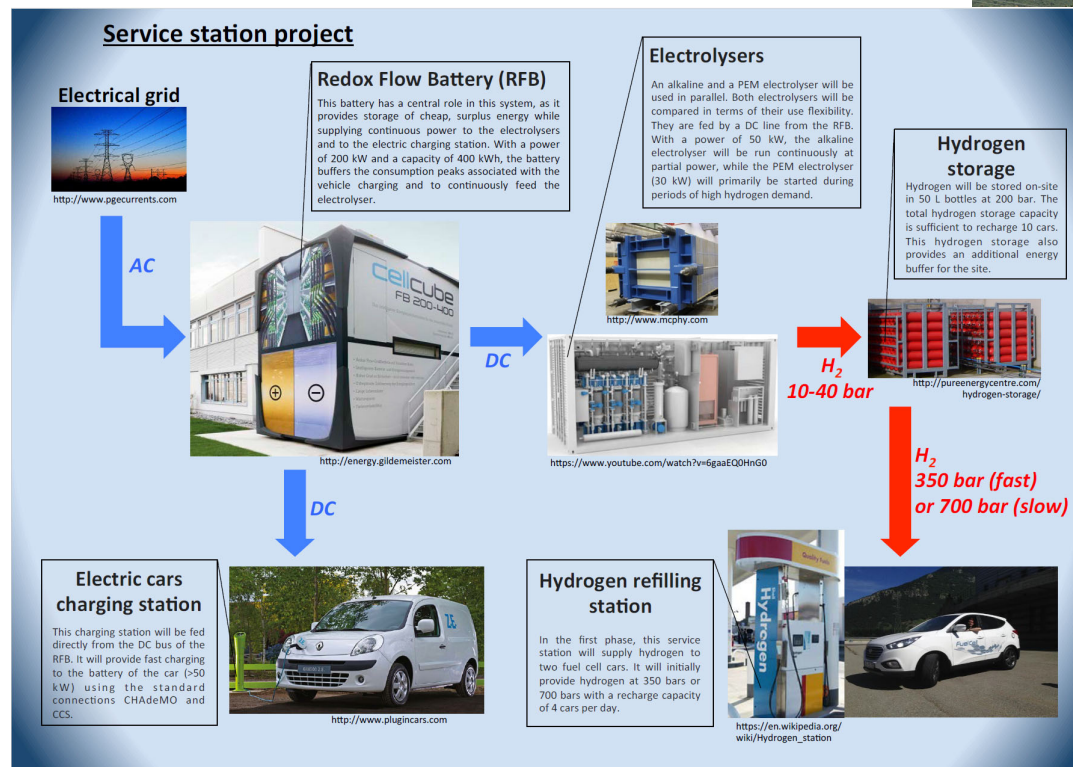 Service station project
Electrical grid
http://www.pgecurrents.com
AC
Redox Flow Battery (RFB)
This battery has a central role in this system, as it
provides storage of cheap, surplus energy while
supplying continuous power to the electrolysers
and to the electric charging station. With a power
of 200 kW and a capacity of 400 kWh, the battery
buffers the consumption peaks associated with the
vehicle charging and to continuously feed the
electrolyser.
cellcube
FB 200-400
http://energy.gildemeister.com
DC
Electrolysers
An alkaline and a PEM electrolyser will be
used in parallel. Both electrolysers will be
compared in terms of their use flexibility.
They are fed by a DC line from the RFB.
With a power of 50 kW, the alkaline
electrolyser will be run continuously at
partial power, while the PEM electrolyser
(30 kW) will primarily be started during
periods of high hydrogen demand.
http://www.mcphy.com
https://www.youtube.com/watch?v=6gaaEQ0HnG0
H2
10-40 bar
Hydrogen
storage
Hydrogen will be stored on-site
in 50 L bottles at 200 bar. The
total hydrogen storage capacity
is sufficient to recharge 10 cars.
This hydrogen storage also
provides an additional energy
buffer for the site.
http://pureenergycentre.com/
hydrogen-storage/
H2
350 bar (fast)
or 700 bar (slow)
DC
Electric cars
charging station
This charging station will be fed
directly from the DC bus of the
RFB. It will provide fast charging
to the battery of the car (>50
kW) using the standard
connections CHAdeMO and
CCS.
Z.E.
http://www.plugincars.com
Hydrogen refilling
station
In the first phase, this service
station will supply hydrogen to
two fuel cell cars. It will initially
provide hydrogen at 350 bars or
700 bars with a recharge capacity
of 4 cars per day.
Hydrogen
https://en.wikipedia.org/
wiki/Hydrogen_station
Fuel Cell